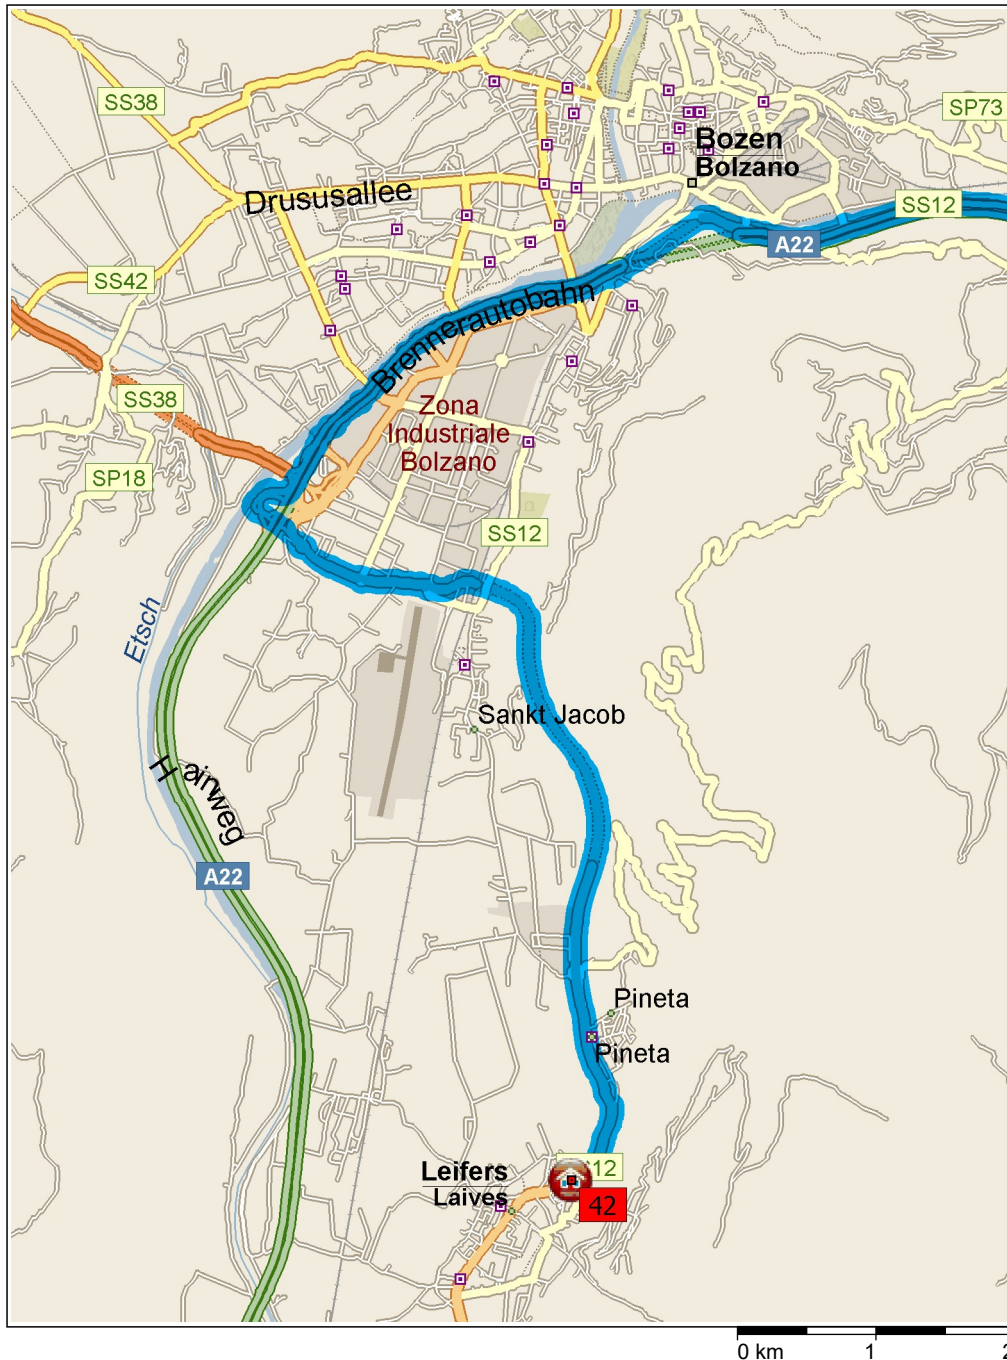 SS38
SP73
Bozen
Bolzano
Drususallee
SS12
A22
SS42
Brennerautobahn
SS38
Zona
Industriale
Bolzano
SP18
SS12
Etsch
Sankt Jacob
A22
Pineta
Pineta
Leifers
Laives
42
0 km 1 2